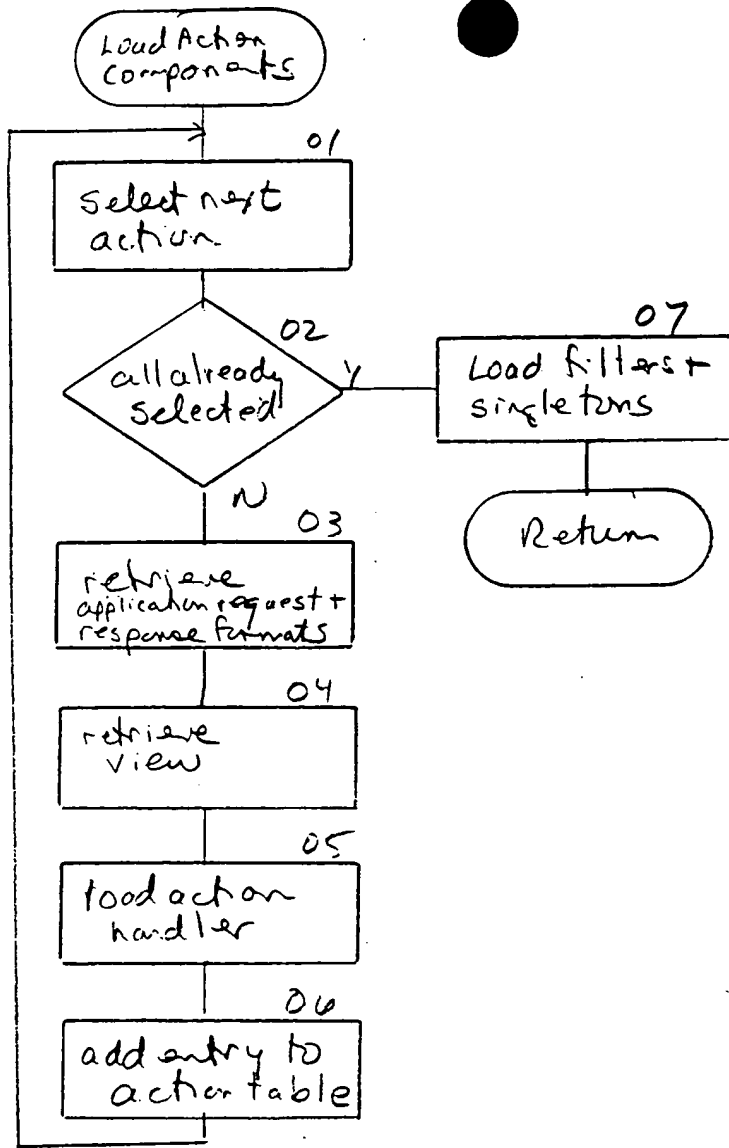 Load Action
Components
01
Select next
action
02
all already
selected
Y
07
Load filters +
singletons
Return
N
03
retrieve
application request +
response formats
04
retrieve
view
05
load action
handler
06
add entry to
action table